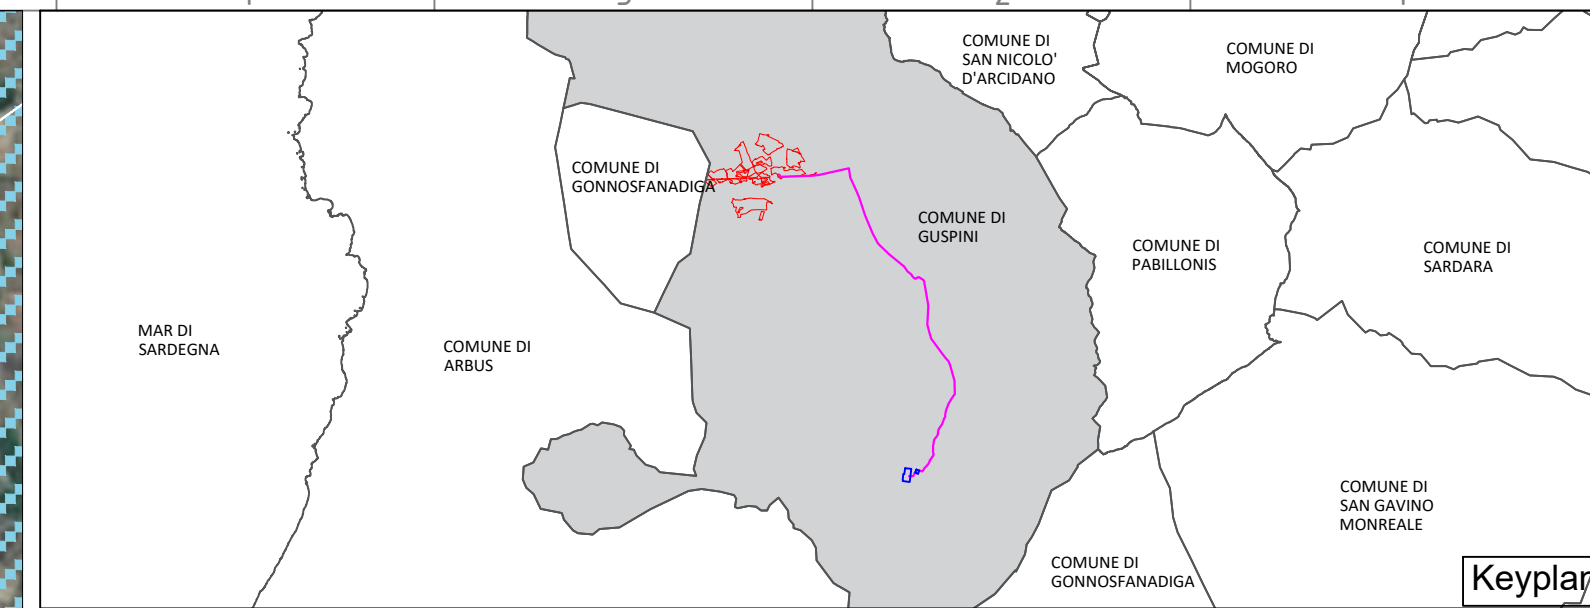 COMUNE DI
SAN NICOLO'
D'ARCIDANO
COMUNE DI
MOGORO
COMUNE DI
GONNOSFANADIGA
COMUNE DI
GUSPINI
COMUNE DI
PABILLONIS
COMUNE DI
SARDARA
MAR DI
SARDEGNA
COMUNE DI
ARBUS
COMUNE DI
SAN GAVINO
MONREALE
COMUNE DI
GONNOSFANADIGA
Keyplan